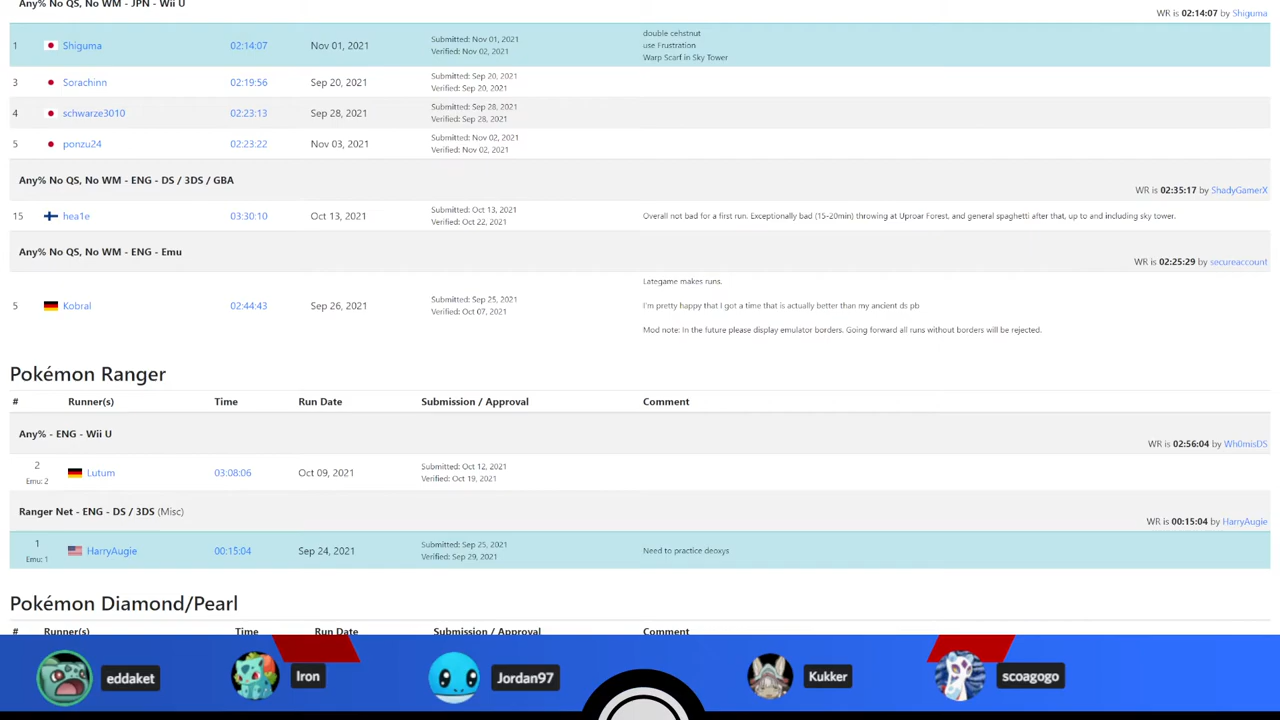 Any% No QS, No WM - JPN - Wii U
WR is 02:14:07 by Shiguma
1 Shiguma 02:14:07 Nov 01, 2021 Submitted: Nov 01, 2021 Verified: Nov 02, 2021 double cehstnut
use Frustration
Warp Scarf in Sky Tower
3 Sorachinn 02:19:56 Sep 20, 2021 Submitted: Sep 20, 2021
Verified: Sep 20, 2021
4 schwarze3010 02:23:13 Sep 28, 2021 Submitted: Sep 28, 2021
Verified: Sep 28, 2021
5 ponzu24 02:23:22 Nov 03, 2021 Submitted: Nov 02, 2021
Verified: Nov 02, 2021
Any% No QS, No WM - ENG - DS / 3DS / GBA
WR is 02:35:17 by ShadyGamerX
15 hea1e 03:30:10 Oct 13, 2021 Submitted: Oct 13, 2021 Overall not bad for a first run. Exceptionally bad (15-20min) throwing at Uproar Forest, and general spaghetti after that, up to and including sky tower.
Verified: Oct 22, 2021
Any% No QS, No WM - ENG - Emu
WR is 02:25:29 by secureaccount
Lategame makes runs.
5 Kobral 02:44:43 Sep 26, 2021 Submitted: Sep 25, 2021 I'm pretty happy that I got a time that is actually better than my ancient ds pb
Verified: Oct 07, 2021
Mod note: In the future please display emulator borders. Going forward all runs without borders will be rejected.
Pokémon Ranger
# Runner(s) Time Run Date Submission / Approval Comment
Any% - ENG - Wii U
WR is 02:56:04 by Wh0misDS
2 Lutum 03:08:06 Oct 09, 2021 Submitted: Oct 12, 2021
Emu: 2 Verified: Oct 19, 2021
Ranger Net - ENG - DS / 3DS (Misc)
WR is 00:15:04 by HarryAugie
1 HarryAugie 00:15:04 Sep 24, 2021 Submitted: Sep 25, 2021 Need to practice deoxys
Emu: 1 Verified: Sep 29, 2021
Pokémon Diamond/Pearl
# Runner(s) Time Run Date Submission / Approval Comment
eddaket Iron Jordan97 Kukker scoagogo